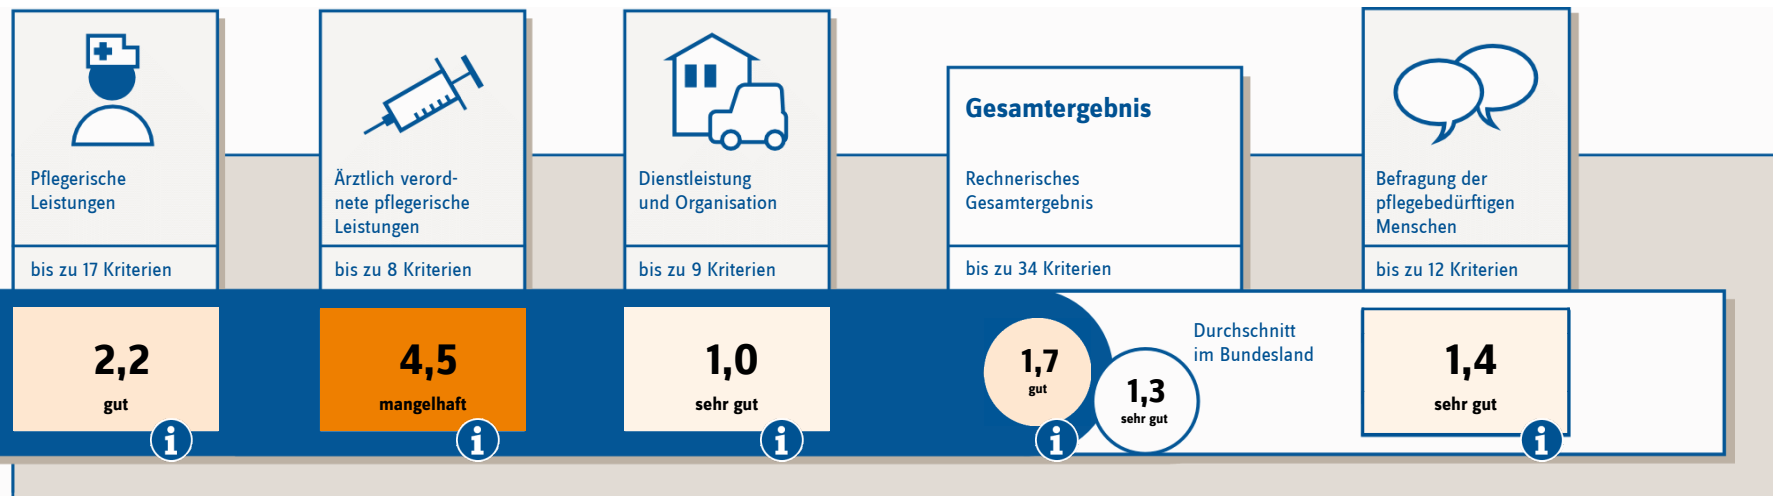 Pflegerische
Leistungen
bis zu 17 Kriterien
2,2
gut
i
Ärztlich verord-
nete pflegerische
Leistungen
bis zu 8 Kriterien
4,5
mangelhaft
i
Dienstleistung
und Organisation
bis zu 9 Kriterien
1,0
sehr gut
i
Gesamtergebnis
Rechnerisches
Gesamtergebnis
bis zu 34 Kriterien
1,7
gut
i
1,3
sehr gut
Durchschnitt
im Bundesland
Befragung der
pflegebedürftigen
Menschen
bis zu 12 Kriterien
1,4
sehr gut
i